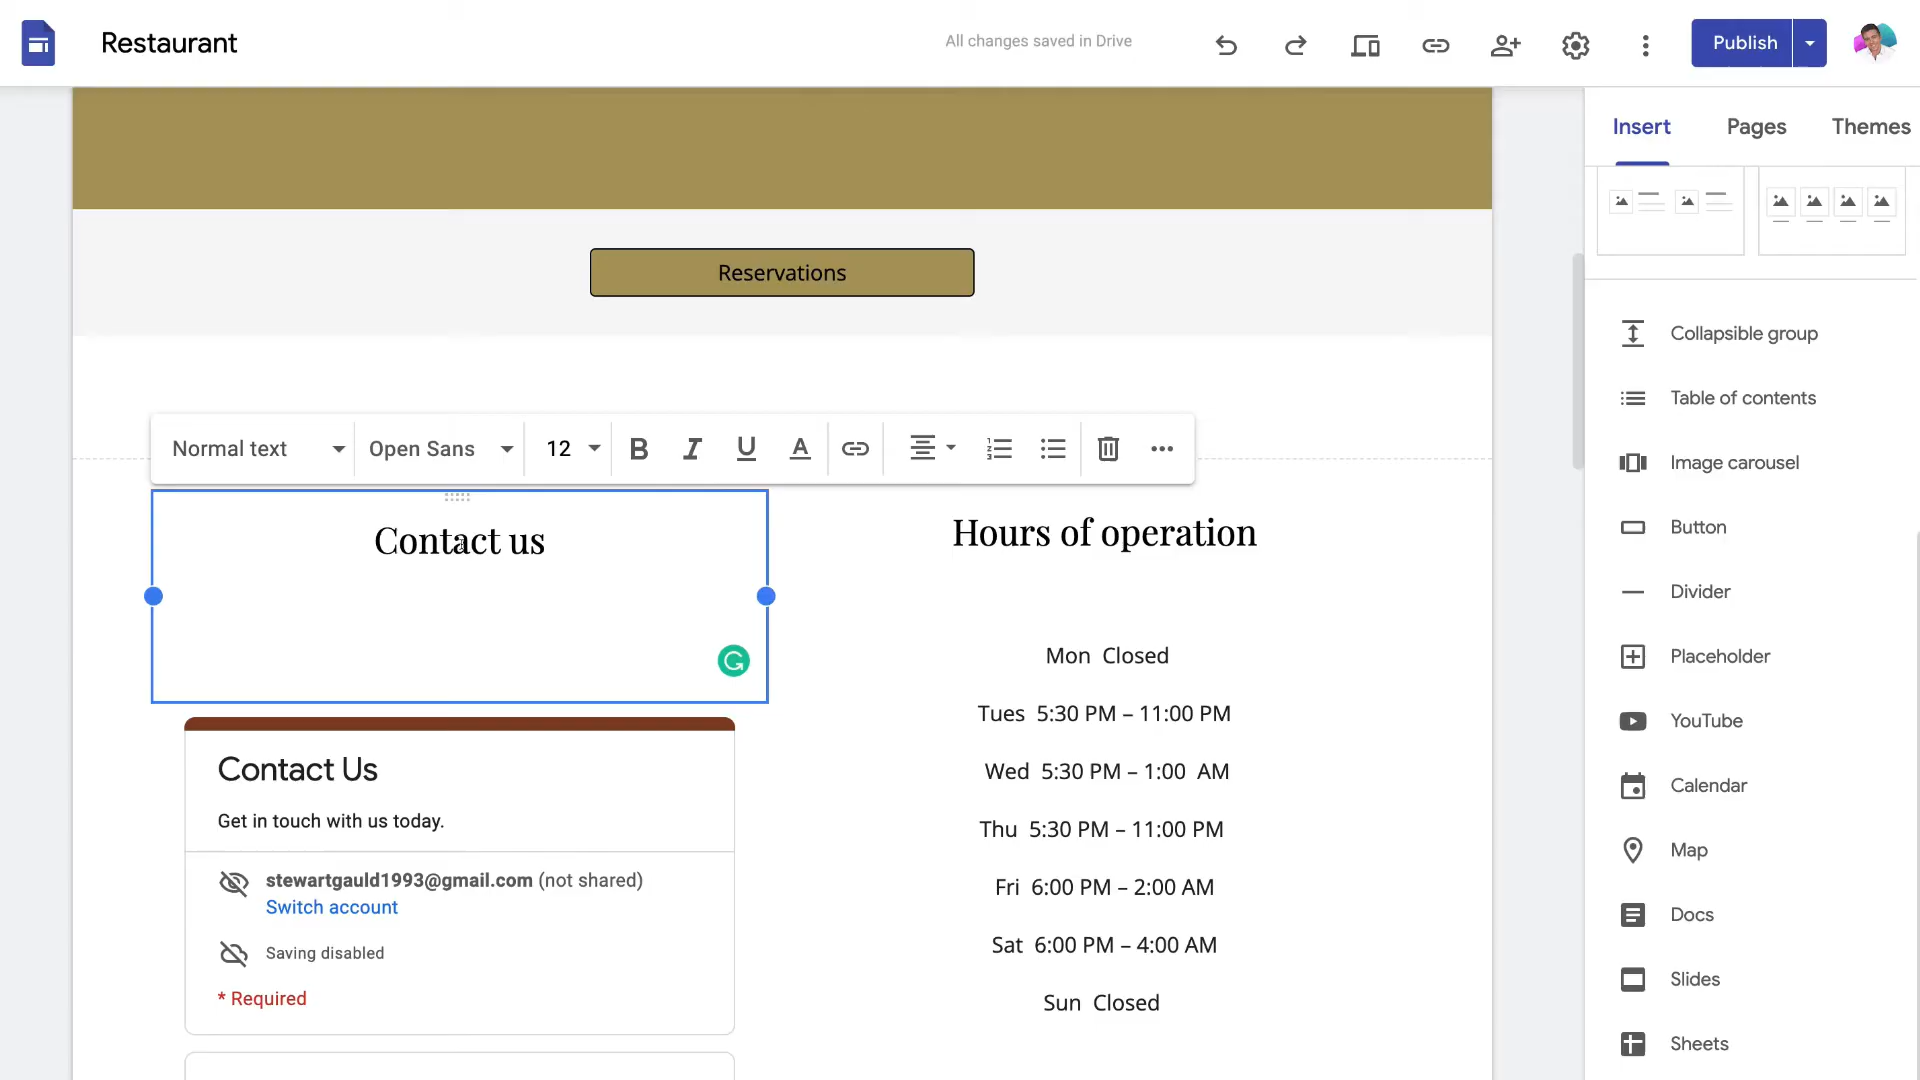 Restaurant
All changes saved in Drive
Publish
Insert
Pages
Themes
Reservations
Collapsible group
Table of contents
Normal text
Open Sans
12
Image carousel
Contact us
Hours of operation
Button
Divider
Mon Closed
Placeholder
Tues 5:30 PM – 11:00 PM
YouTube
Contact Us
Wed 5:30 PM – 1:00 AM
Calendar
Get in touch with us today.
Thu 5:30 PM – 11:00 PM
Map
stewartgauld1993@gmail.com (not shared)
Switch account
Fri 6:00 PM – 2:00 AM
Docs
Saving disabled
Sat 6:00 PM – 4:00 AM
Slides
* Required
Sun Closed
Sheets